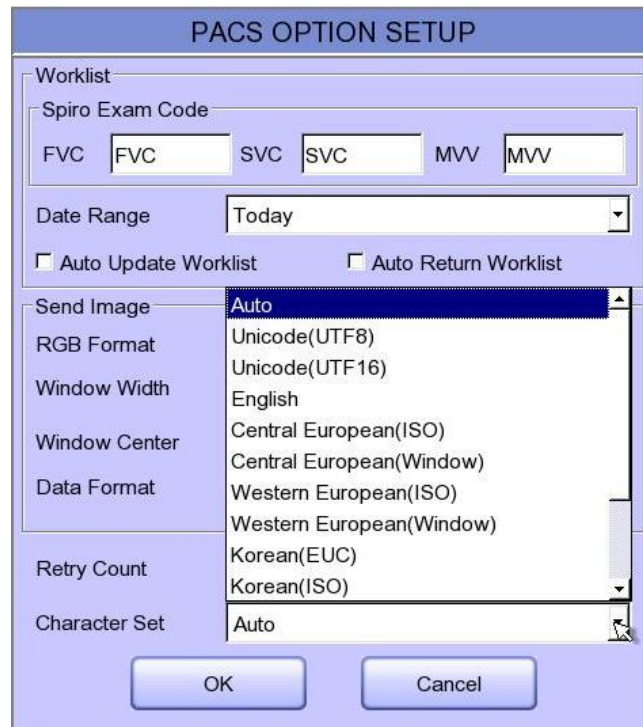 PACS OPTION SETUP
Worklist
Spiro Exam Code
FVC FVC SVC SVC MVV MVV
Date Range Today
Auto Update Worklist Auto Return Worklist
Send Image
RGB Format
Window Width
Window Center
Data Format
Auto
Unicode(UTF8)
Unicode(UTF16)
English
Central European(ISO)
Central European(Window)
Western European(ISO)
Western European(Window)
Korean(EUC)
Korean(ISO)
Retry Count
Character Set Auto
OK Cancel